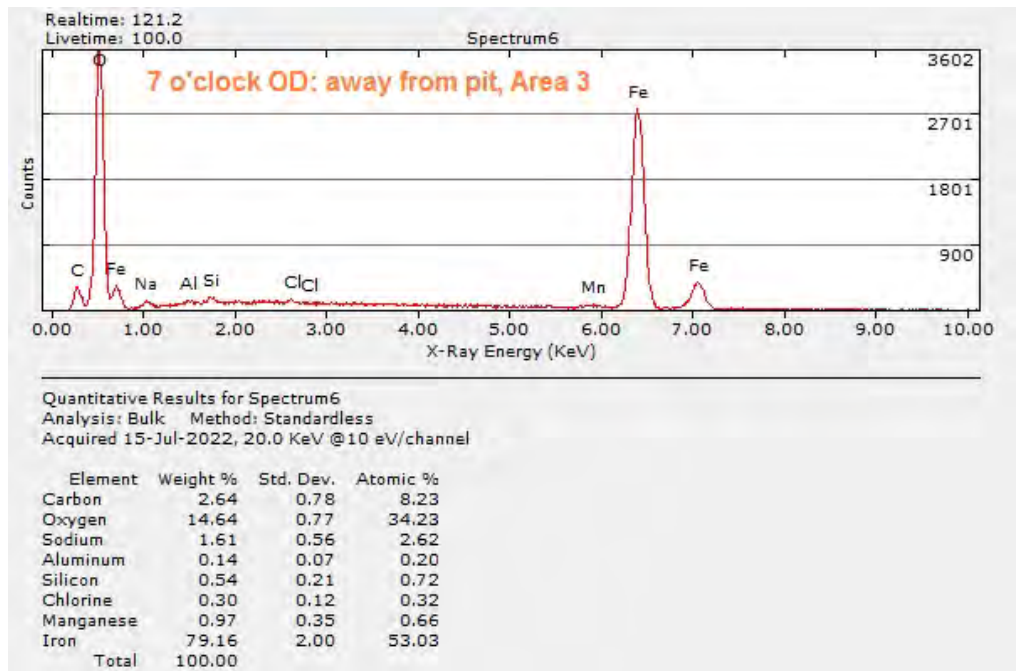 Realtime: 121.2
Livetime: 100.0
Spectrum6
7 o'clock OD: away from pit, Area 3
O
3602
Fe
2701
1801
900
Counts
C
Fe
Na
Al
Si
Cl
Cl
Mn
Fe
0.000 1.00 2.00 3.00 4.00 5.00 6.00 7.00 8.00 9.00 10.00
X-Ray Energy (KeV)
Quantitative Results for Spectrum6
Analysis: Bulk Method: Standardless
Acquired 15-Jul-2022, 20.0 KeV @10 eV/channel
Element Weight % Std. Dev. Atomic %
Carbon 2.64 0.78 8.23
Oxygen 14.64 0.77 34.23
Sodium 1.61 0.56 2.62
Aluminum 0.14 0.07 0.20
Silicon 0.54 0.21 0.72
Chlorine 0.30 0.12 0.32
Manganese 0.97 0.35 0.66
Iron 79.16 2.00 53.03
Total 100.00